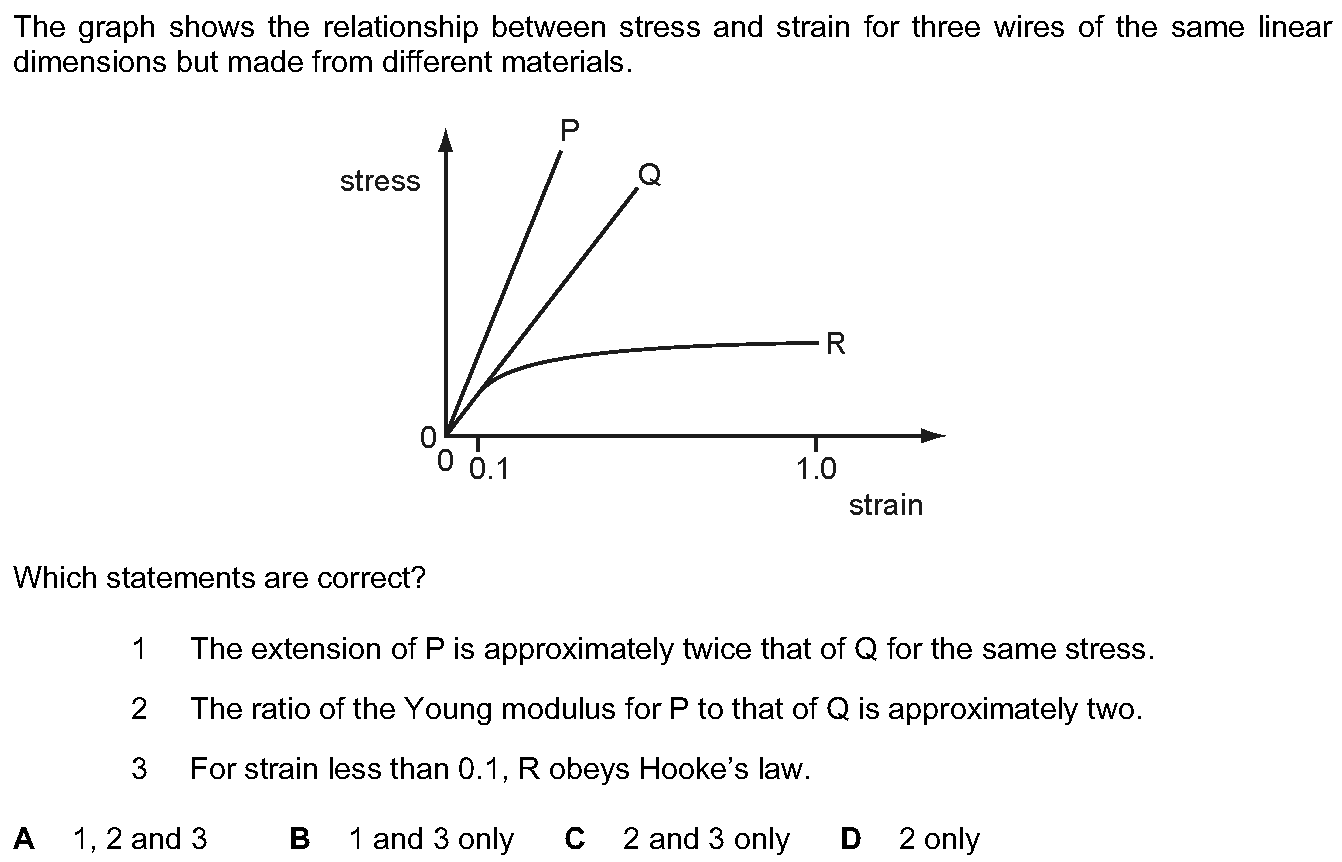 The graph shows the relationship between stress and strain for three wires of the same linear
dimensions but made from different materials.
P
Q
stress
R
0
0 0.1 1.0
strain
Which statements are correct?
1 The extension of P is approximately twice that of Q for the same stress.
2 The ratio of the Young modulus for P to that of Q is approximately two.
3 For strain less than 0.1, R obeys Hooke’s law.
A 1, 2 and 3 B 1 and 3 only C 2 and 3 only D 2 only